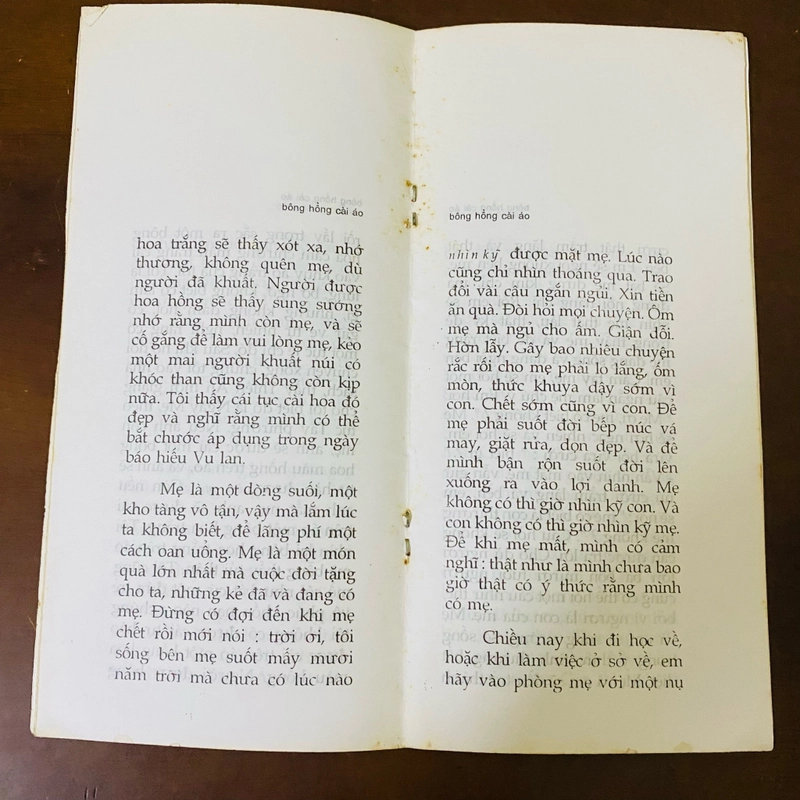 bông hồng cài áo
hoa trắng sẽ thấy xót xa, nhớ
thương, không quên mẹ, dù
người đã khuất. Người được
hoa hồng sẽ thấy sung sướng
nhớ rằng mình còn mẹ, và sẽ
cố gắng để làm vui lòng mẹ, kẻo
một mai người khuất núi có
khóc than cũng không còn kịp
nữa. Tôi thấy cái tục cài hoa đó
đẹp và nghĩ rằng mình có thể
bắt chước áp dụng trong ngày
báo hiếu Vu lan.
Mẹ là một dòng suối, một
kho tàng vô tận, vậy mà lắm lúc
ta không biết, để lãng phí một
cách oan uổng. Mẹ là một món
quà lớn nhất mà cuộc đời tặng
cho ta, những kẻ đã và đang có
mẹ. Đừng có đợi đến khi mẹ
chết rồi mới nói : trời ơi, tôi
sống bên mẹ suốt mấy mươi
năm trời mà chưa có lúc nào
bông hồng cài áo
nhìn kỹ được mặt mẹ. Lúc nào
cũng chỉ nhìn thoáng qua. Trao
đổi vài câu ngắn ngủi. Xin tiền
ăn quà. Đòi hỏi mọi chuyện. Ôm
mẹ mà ngủ cho ấm. Giận dỗi.
Hờn lẫy. Gây bao nhiêu chuyện
rắc rối cho mẹ phải lo lắng, ốm
mòn, thức khuya dậy sớm vì
con. Chết sớm cũng vì con. Để
mẹ phải suốt đời bếp núc vá
may, giặt rửa, dọn dẹp. Và để
mình bận rộn suốt đời lên
xuống ra vào lợi danh. Mẹ
không có thì giờ nhìn kỹ con. Và
con không có thì giờ nhìn kỹ mẹ.
Để khi mẹ mất, mình có cảm
nghĩ : thật như là mình chưa bao
giờ thật có ý thức rằng mình
có mẹ.
Chiều nay khi đi học về,
hoặc khi làm việc ở sở về, em
hãy vào phòng mẹ với một nụ